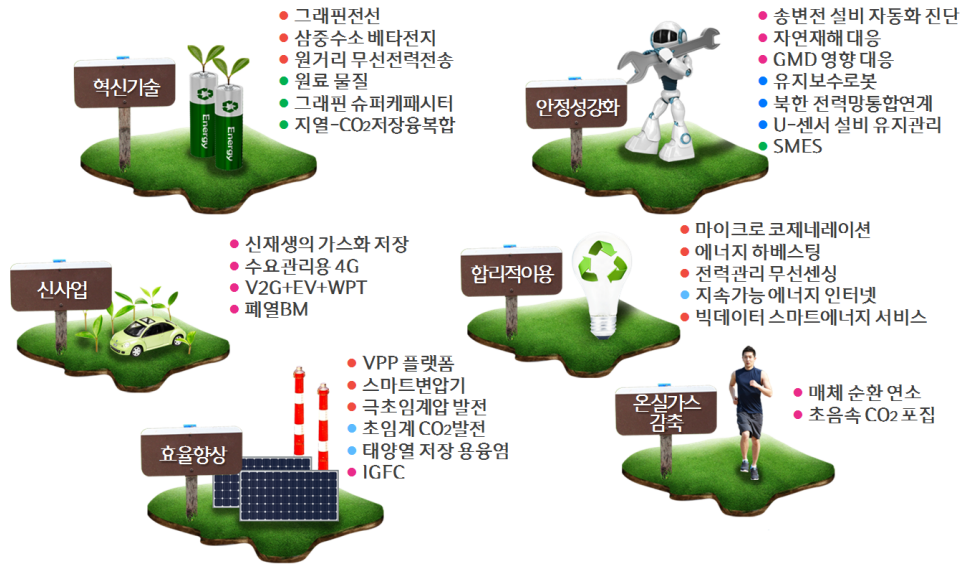 혁신기술
그래핀전선
삼중수소 베타전지
원거리 무선전력전송
원료 물질
그래핀 슈퍼케패시터
지열-CO2저장융복합
Energy
Energy
안정성강화
송변전 설비 자동화 진단
자연재해 대응
GMD 영향 대응
유지보수로봇
북한 전력망통합연계
U-센서 설비 유지관리
SMES
신사업
신재생의 가스화 저장
수요관리용 4G
V2G+EV+WPT
폐열BM
합리적이용
마이크로 코제네레이션
에너지 하베스팅
전력관리 무선센싱
지속가능 에너지 인터넷
빅데이터 스마트에너지 서비스
효율향상
VPP 플랫폼
스마트변압기
극초임계압 발전
초임계 CO2발전
태양열 저장 용융염
IGFC
온실가스
감축
매체 순환 연소
초음속 CO2 포집